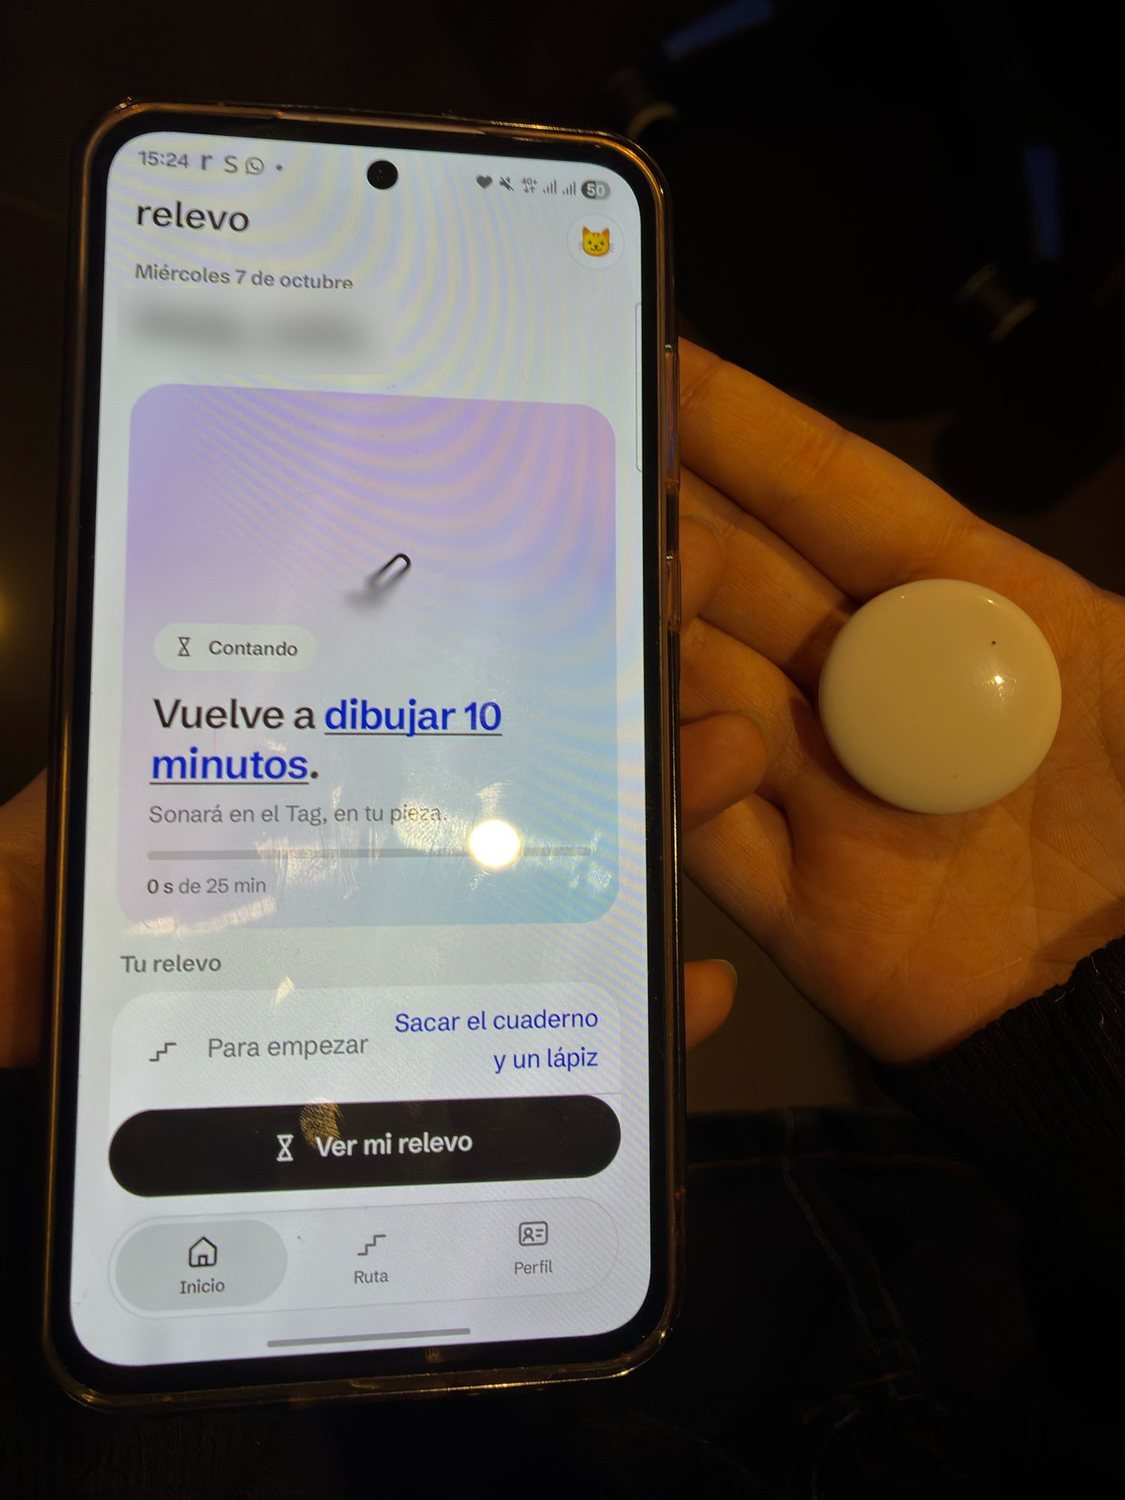 15:24 r S
50
relevo
Miércoles 7 de octubre
Contando
Vuelve a dibujar 10
minutos.
Sonará en el Tag, en tu pieza.
0 s de 25 min
Tu relevo
Para empezar
Sacar el cuaderno
y un lápiz
Ver mi relevo
Inicio
Ruta
Perfil